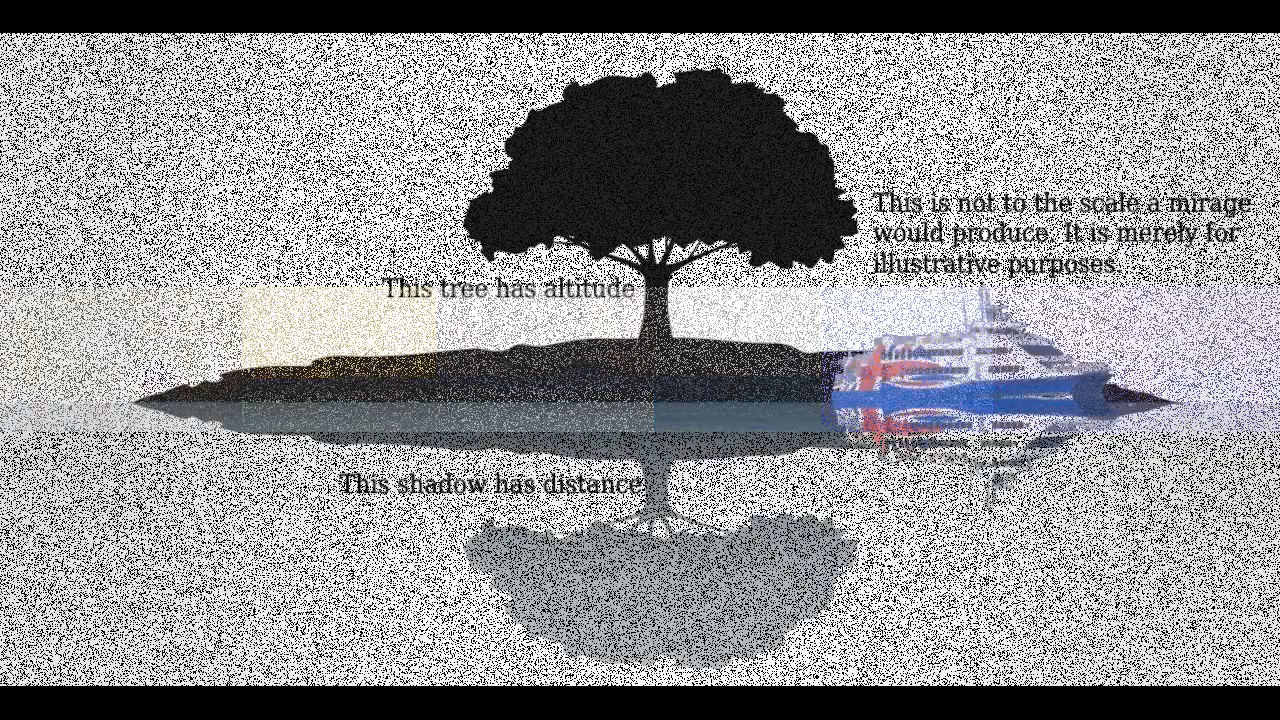 This is not to the scale a mirage
would produce. It is merely for
illustrative purposes.
This tree has altitude
This shadow has distance